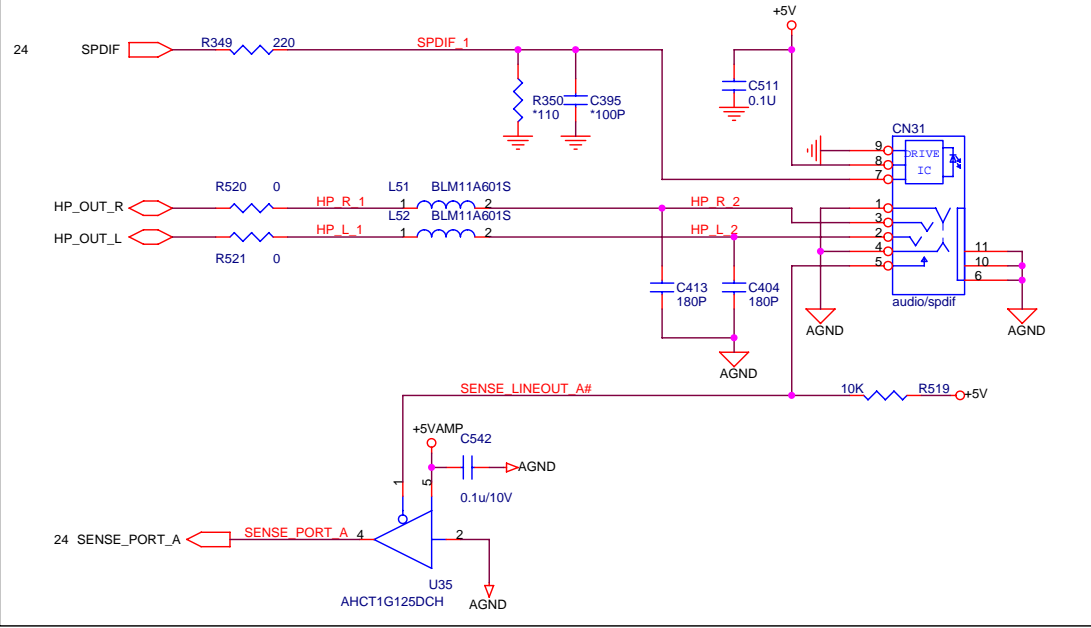 +5V
24 SPDIF R349 220 SPDIF_1
R350 C395
*110 *100P
C511
0.1U
CN31
9 DRIVE
8 IC
7
R520 0 L51 BLM11A601S
HP_OUT_R HP_R_1 1 2 HP_R_2 1
L52 BLM11A601S 3
HP_OUT_L HP_L_1 1 2 HP_L_2 2
R521 0
4 11
5 10
6
C413 C404
180P 180P
audio/spdif
AGND AGND
AGND
SENSE_LINEOUT_A# 10K R519 +5V
+5VAMP C542
AGND
1 5 0.1u/10V
24 SENSE_PORT_A SENSE_PORT_A 4 2
U35
AHCT1G125DCH AGND